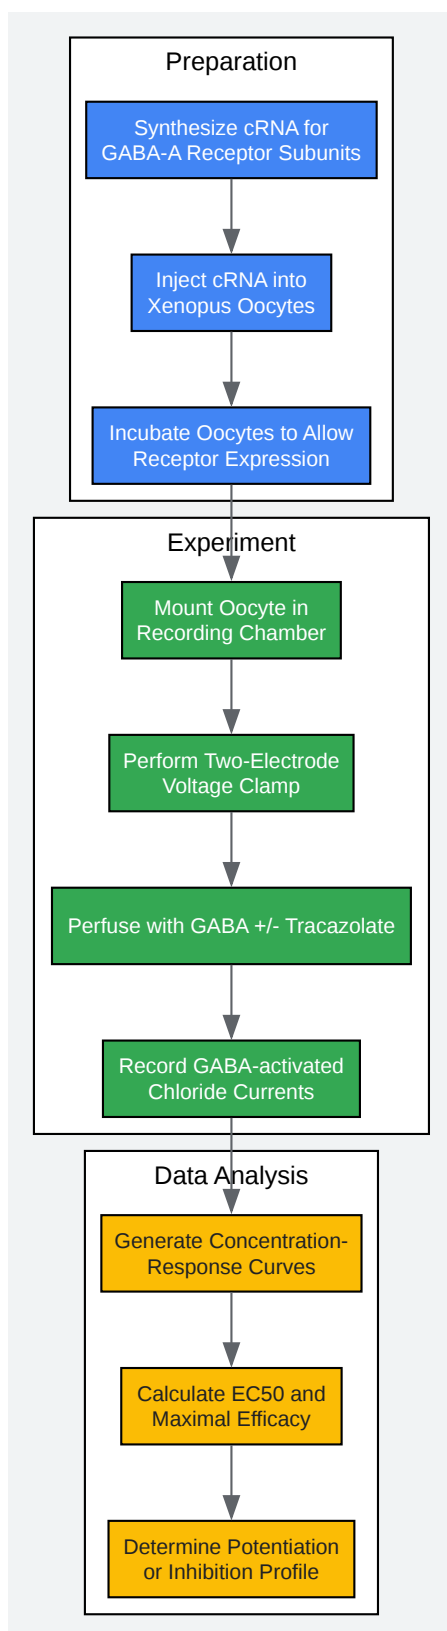 Preparation
Synthesize cRNA for
GABA-A Receptor Subunits
Inject cRNA into
Xenopus Oocytes
Incubate Oocytes to Allow
Receptor Expression
Experiment
Mount Oocyte in
Recording Chamber
Perform Two-Electrode
Voltage Clamp
Perfuse with GABA +/- Tracazolate
Record GABA-activated
Chloride Currents
Data Analysis
Generate Concentration-
Response Curves
Calculate EC50 and
Maximal Efficacy
Determine Potentiation
or Inhibition Profile